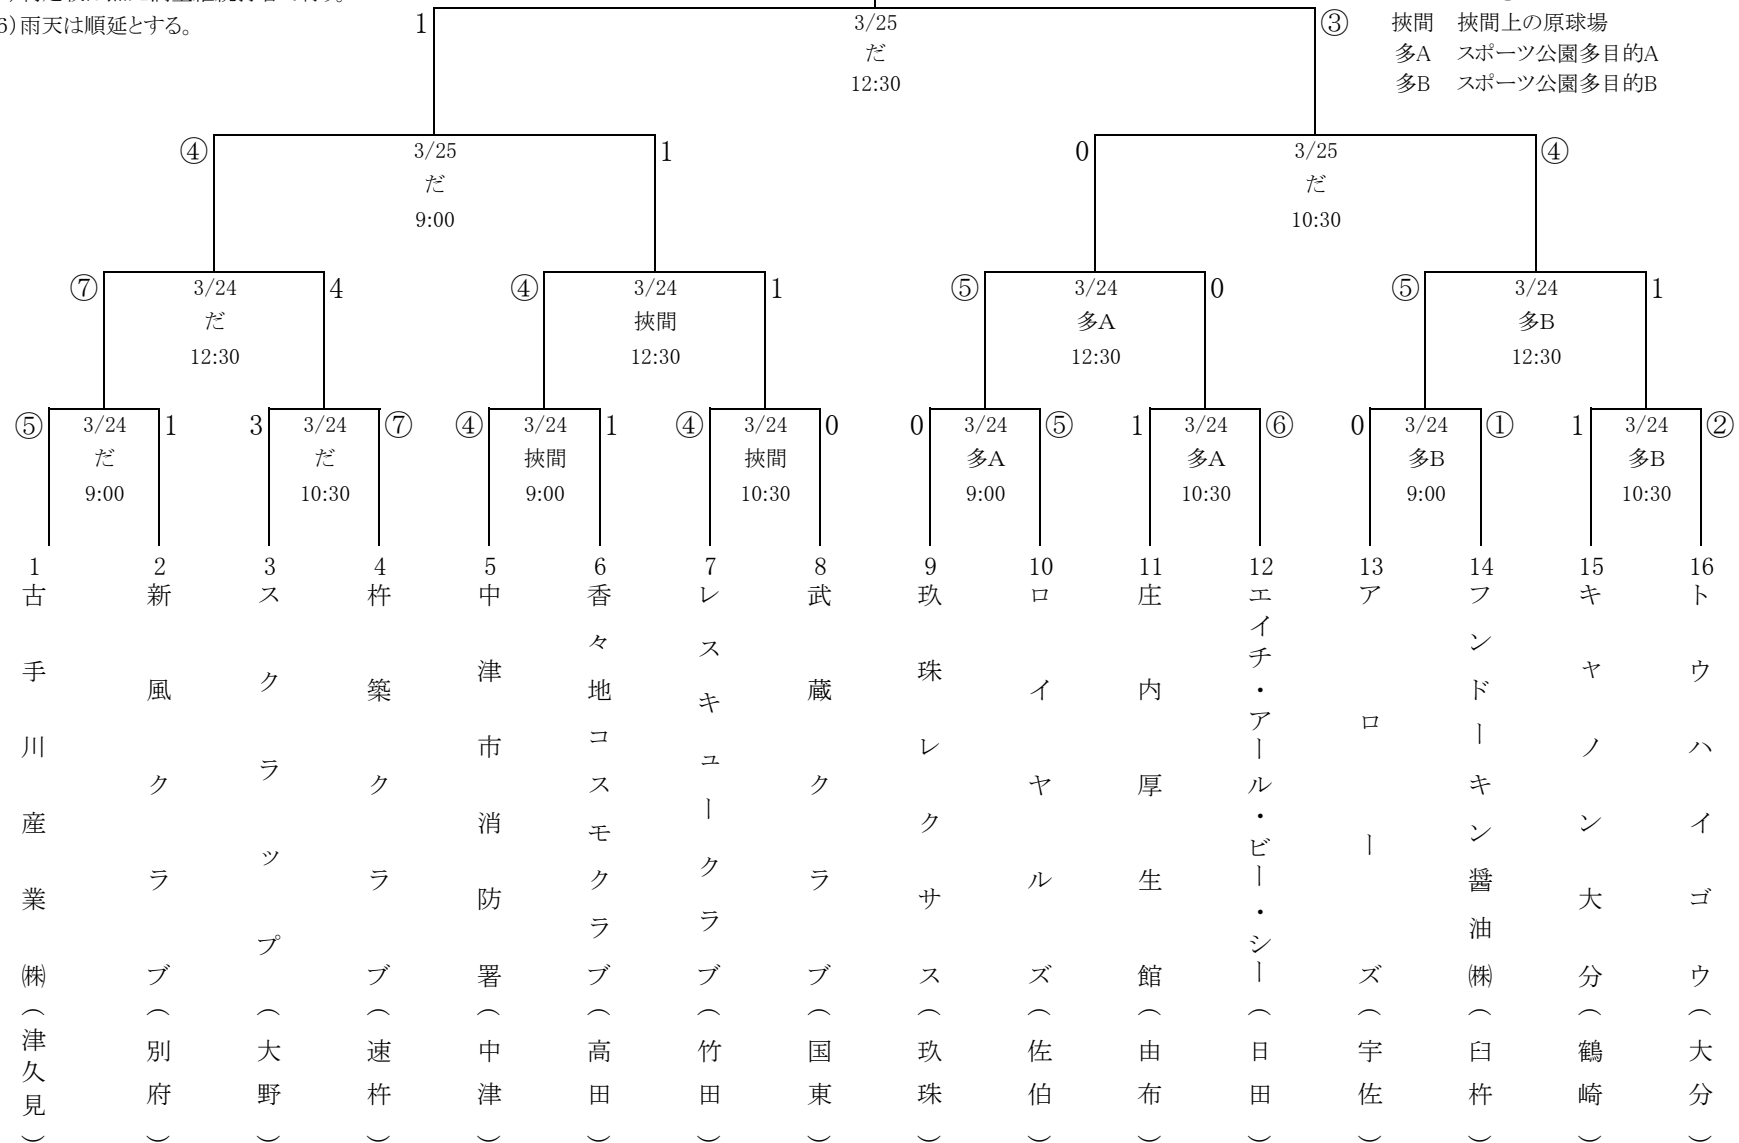 6)雨天は順延とする。
挾間 挾間上の原球場
多A スポーツ公園多目的A
多B スポーツ公園多目的B
1 3/25 ③
だ
12:30
④ 3/25 1
だ
9:00
0 3/25 ④
だ
10:30
⑦ 3/24 4
だ
12:30
④ 3/24 1
挾間
12:30
⑤ 3/24 0
多A
12:30
⑤ 3/24 1
多B
12:30
⑤ 3/24 1
だ
9:00
3 3/24 ⑦
だ
10:30
④ 3/24 1
挾間
9:00
④ 3/24 0
挾間
10:30
0 3/24 ⑤
多A
9:00
1 3/24 ⑥
多A
10:30
0 3/24 ①
多B
9:00
1 3/24 ②
多B
10:30
1 古手川産業㈱(津久見)
2 新風クラブ(別府)
3 スクラップ(大野)
4 杵築クラブ(速杵)
5 中津市消防署(中津)
6 香々地コスモクラブ(高田)
7 レスキュークラブ(竹田)
8 武蔵クラブ(国東)
9 玖珠レクサス(玖珠)
10 ロイヤルズ(佐伯)
11 庄内厚生館(由布)
12 エイチ・アール・ビー・シー(日田)
13 アローズ(宇佐)
14 フンドーキン醤油㈱(臼杵)
15 キヤノン大分(鶴崎)
16 トウハイゴウ(大分)